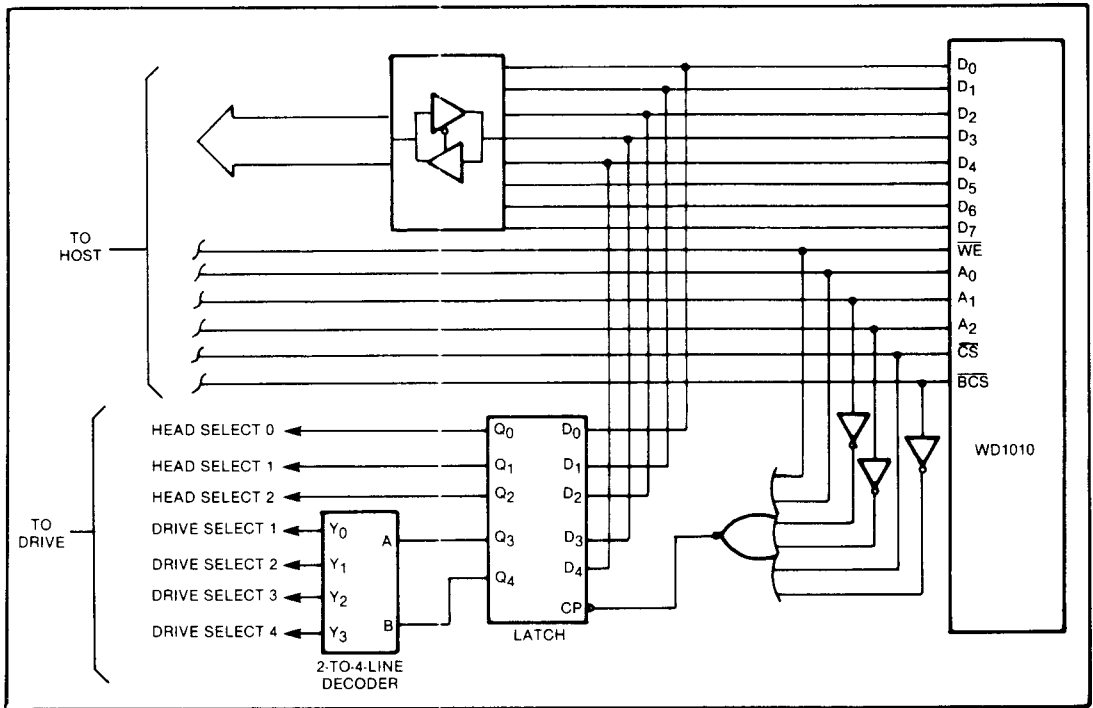 D0
D1
D2
D3
D4
D5
D6
D7
TO
HOST
WE
A0
A1
A2
CS
BCS
WD1010
TO
DRIVE
HEAD SELECT 0
HEAD SELECT 1
HEAD SELECT 2
DRIVE SELECT 1
DRIVE SELECT 2
DRIVE SELECT 3
DRIVE SELECT 4
Y0
Y1
Y2
Y3
A
B
2-TO-4-LINE
DECODER
Q0
Q1
Q2
Q3
Q4
D0
D1
D2
D3
D4
CP
LATCH